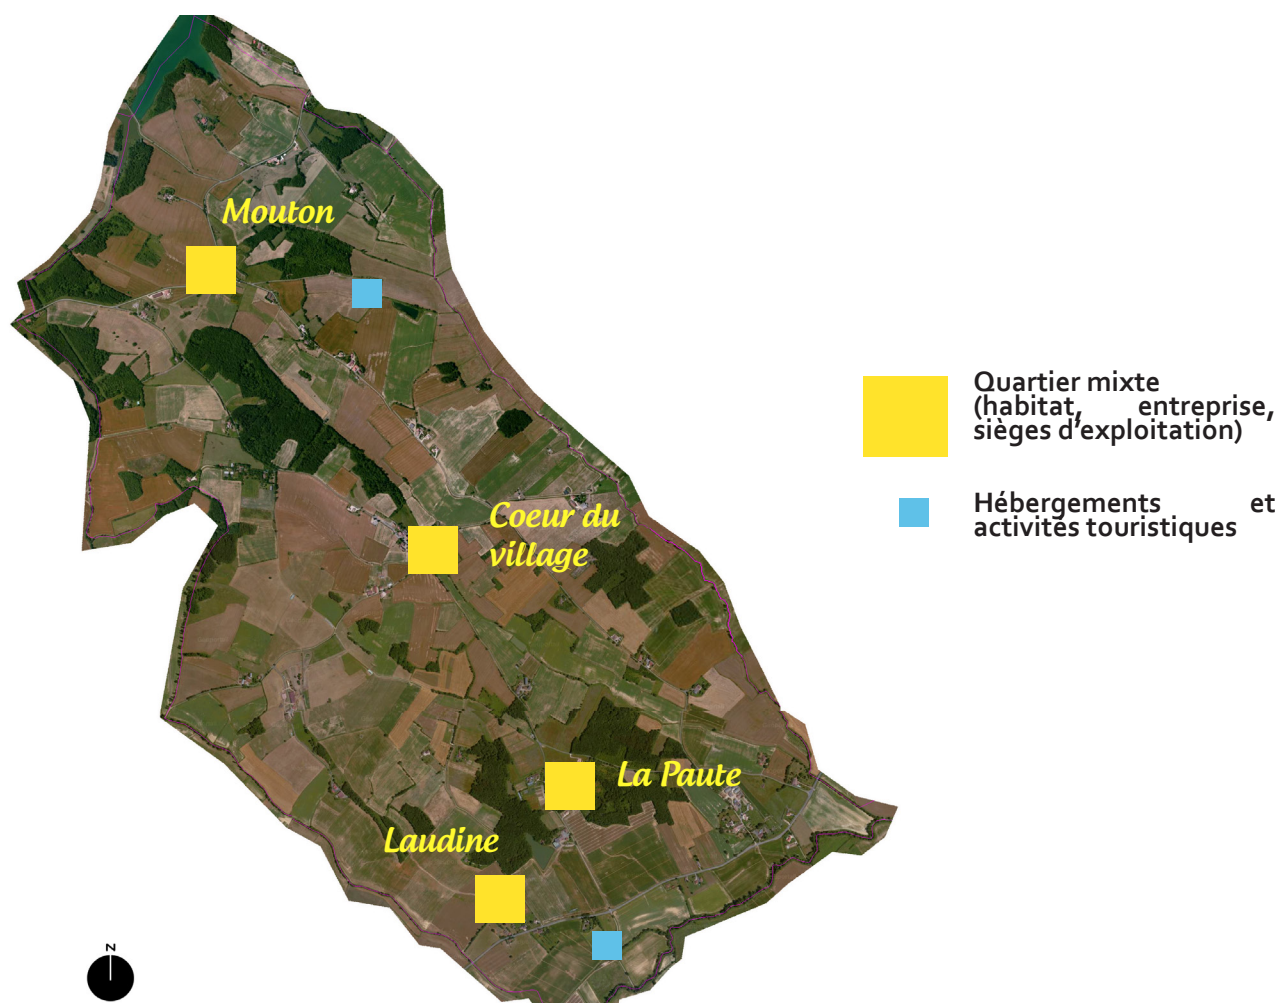 Mouton
Coeur du
village
La Paute
Laudine
N
Quartier mixte
(habitat, entreprise,
sièges d'exploitation)
Hébergements et
activités touristiques